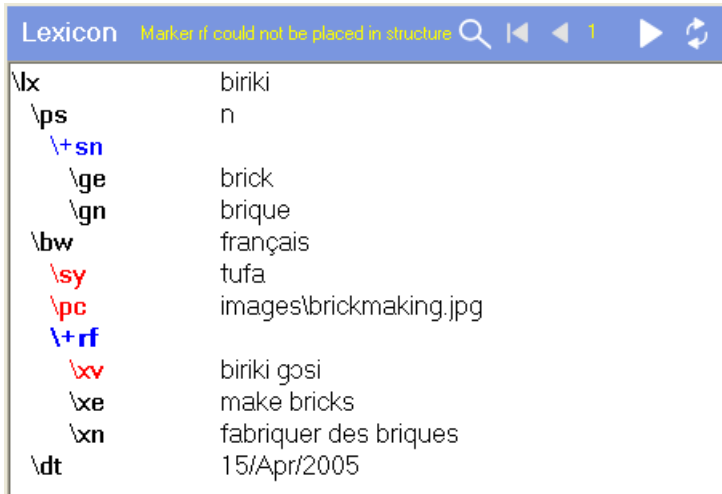 Lexicon Marker rf could not be placed in structure 1
\lx biriki
\ps n
\+sn
\ge brick
\gn brique
\bw français
\sy tufa
\pc images\brickmaking.jpg
\+rf
\xv biriki gɔsi
\xe make bricks
\xn fabriquer des briques
\dt 15/Apr/2005